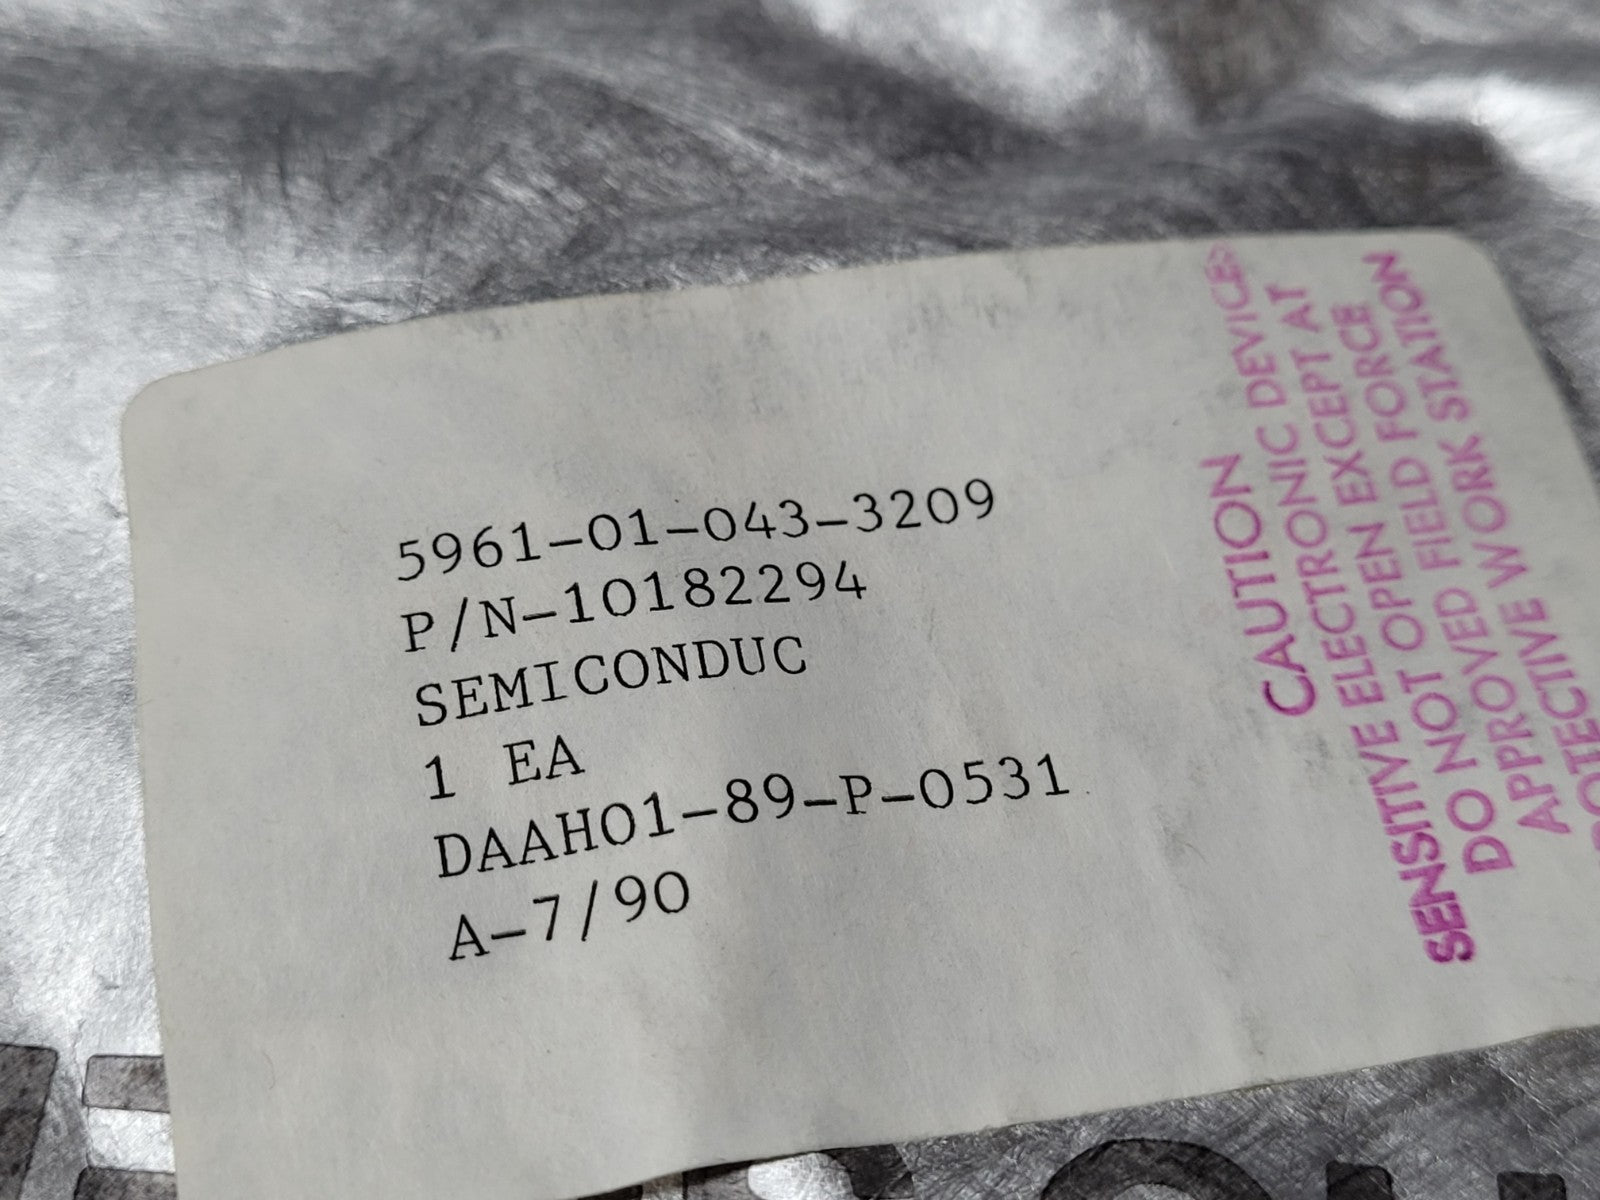 5961-01-043-3209
P/N-10182294
SEMICONDUC
1 EA
DAAH01-89-P-0531
A-7/90
CAUTION
SENSITIVE ELECTRONIC DEVICES
DO NOT OPEN EXCEPT AT
APPROVED FIELD FORCE
WORK STATION